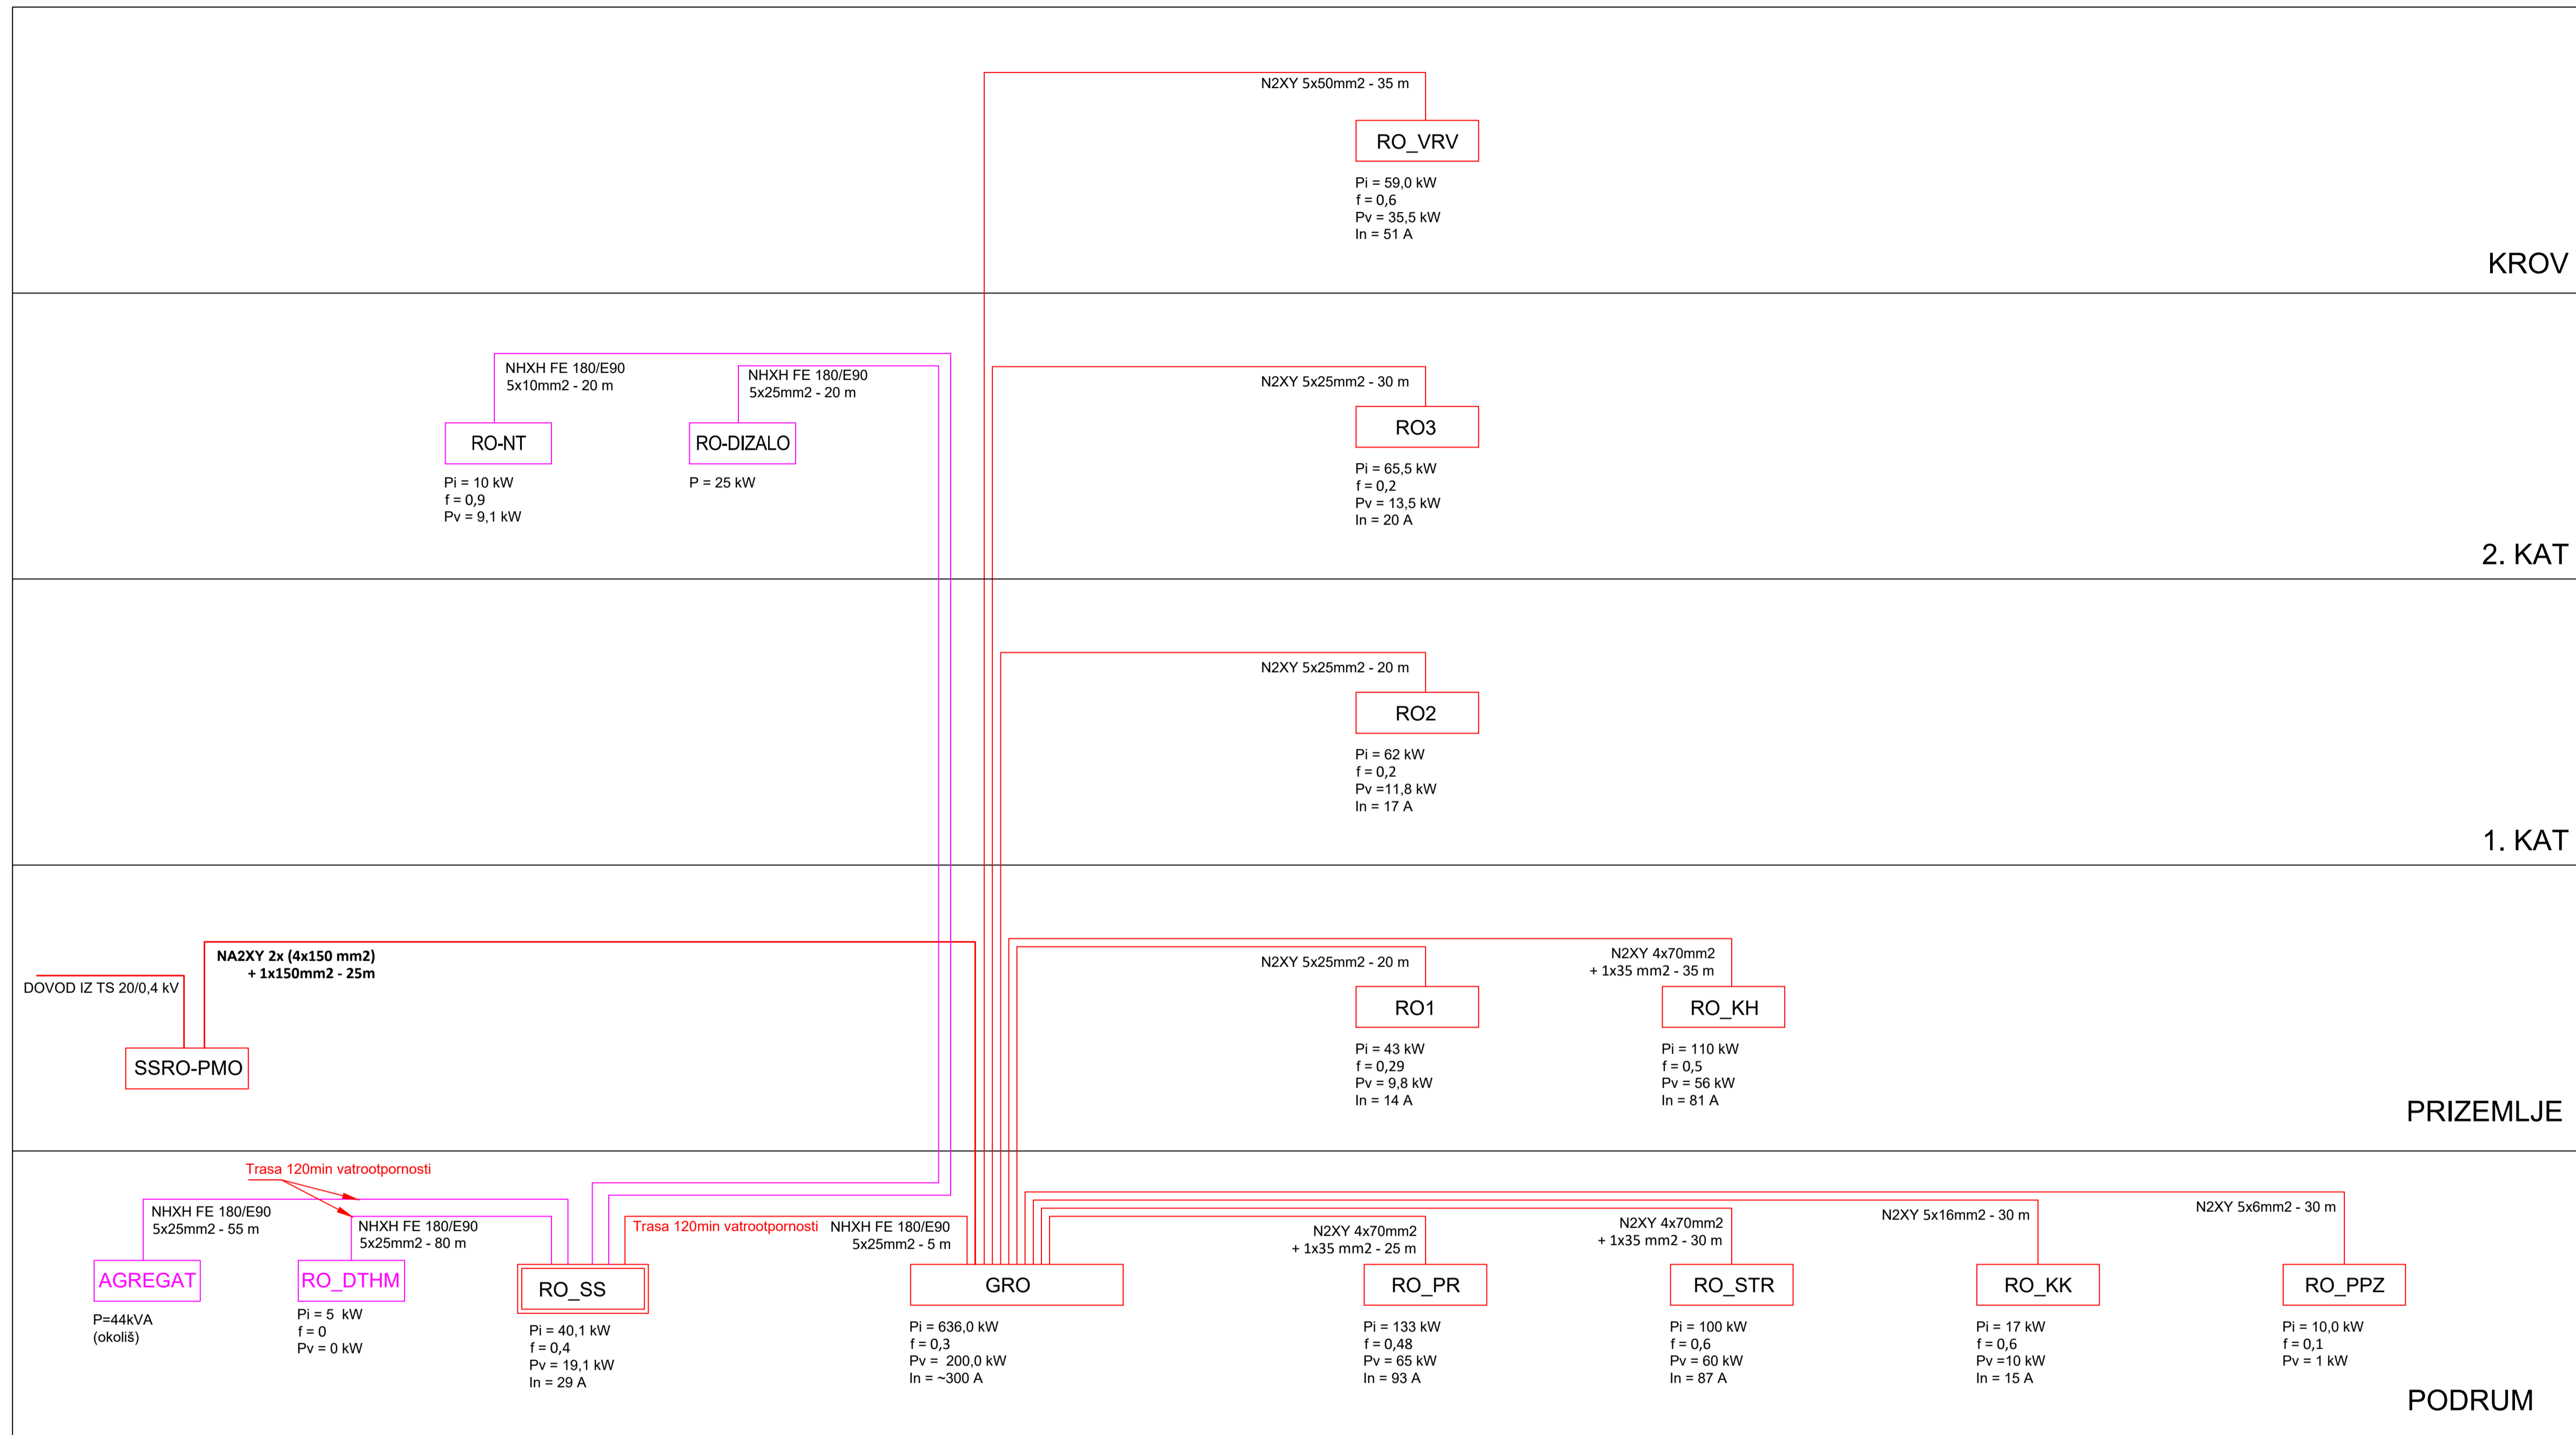 N2XY 5x50mm2 - 35 m
RO_VRV
Pi = 59,0 kW
f = 0,6
Pv = 35,5 kW
In = 51 A
KROV
NHXH FE 180/E90
5x10mm2 - 20 m
RO-NT
Pi = 10 kW
f = 0,9
Pv = 9,1 kW
NHXH FE 180/E90
5x25mm2 - 20 m
RO-DIZALO
P = 25 kW
N2XY 5x25mm2 - 30 m
RO3
Pi = 65,5 kW
f = 0,2
Pv = 13,5 kW
In = 20 A
2. KAT
N2XY 5x25mm2 - 20 m
RO2
Pi = 62 kW
f = 0,2
Pv =11,8 kW
In = 17 A
1. KAT
DOVOD IZ TS 20/0,4 kV
NA2XY 2x (4x150 mm2)
+ 1x150mm2 - 25m
SSRO-PMO
N2XY 5x25mm2 - 20 m
RO1
Pi = 43 kW
f = 0,29
Pv = 9,8 kW
In = 14 A
N2XY 4x70mm2
+ 1x35 mm2 - 35 m
RO_KH
Pi = 110 kW
f = 0,5
Pv = 56 kW
In = 81 A
PRIZEMLJE
Trasa 120min vatrootpornosti
NHXH FE 180/E90
5x25mm2 - 55 m
AGREGAT
P=44kVA
(okoliš)
NHXH FE 180/E90
5x25mm2 - 80 m
RO_DTHM
Pi = 5  kW
f = 0
Pv = 0 kW
RO_SS
Pi = 40,1 kW
f = 0,4
Pv = 19,1 kW
In = 29 A
Trasa 120min vatrootpornosti
NHXH FE 180/E90
5x25mm2 - 5 m
GRO
Pi = 636,0 kW
f = 0,3
Pv =  200,0 kW
In = ~300 A
N2XY 4x70mm2
+ 1x35 mm2 - 25 m
RO_PR
Pi = 133 kW
f = 0,48
Pv = 65 kW
In = 93 A
N2XY 4x70mm2
+ 1x35 mm2 - 30 m
RO_STR
Pi = 100 kW
f = 0,6
Pv = 60 kW
In = 87 A
N2XY 5x16mm2 - 30 m
RO_KK
Pi = 17 kW
f = 0,6
Pv =10 kW
In = 15 A
N2XY 5x6mm2 - 30 m
RO_PPZ
Pi = 10,0 kW
f = 0,1
Pv = 1 kW
PODRUM